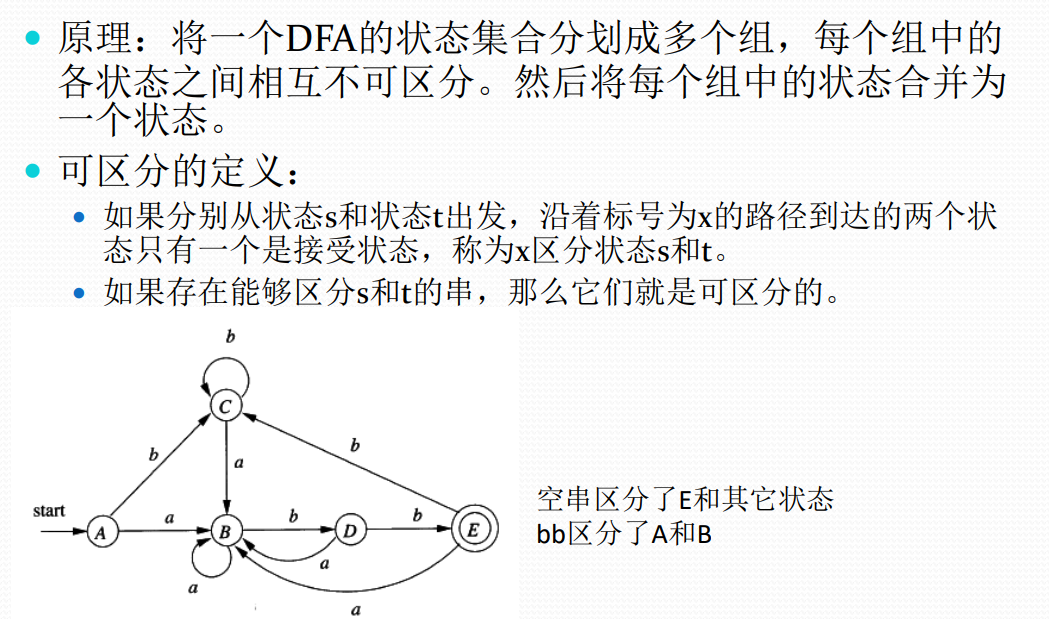 原理：将一个DFA的状态集合分划成多个组，每个组中的
各状态之间相互不可区分。然后将每个组中的状态合并为
一个状态。
可区分的定义：
如果分别从状态s和状态t出发，沿着标号为x的路径到达的两个状
态只有一个是接受状态，称为x区分状态s和t。
如果存在能够区分s和t的串，那么它们就是可区分的。
b
C
b
b
a
start
A
a
B
b
D
b
E
a
a
a
空串区分了E和其它状态
bb区分了A和B